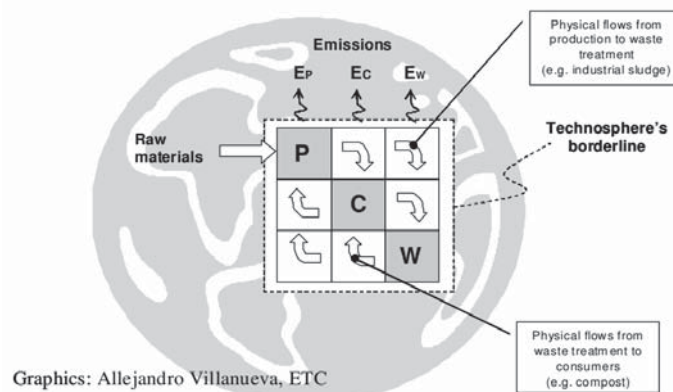 Emissions
EP EC EW
Physical flows from
production to waste
treatment
(e.g. industrial sludge)
Raw
materials
Technosphere's
borderline
P
C
W
Physical flows from
waste treatment to
consumers
(e.g. compost)
Graphics: Allejandro Villanueva, ETC